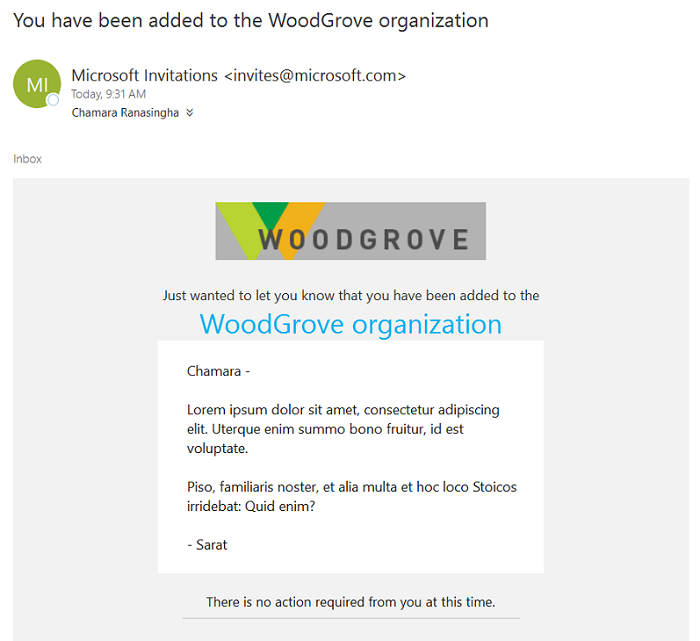 You have been added to the WoodGrove organization
MI
Microsoft Invitations <invites@microsoft.com>
Today, 9:31 AM
Chamara Ranasingha
Inbox
WOODGROVE
Just wanted to let you know that you have been added to the
WoodGrove organization
Chamara -
Lorem ipsum dolor sit amet, consectetur adipiscing
elit. Uterque enim summo bono fruitur, id est
voluptate.
Piso, familiaris noster, et alia multa et hoc loco Stoicos
irridebat: Quid enim?
- Sarat
There is no action required from you at this time.